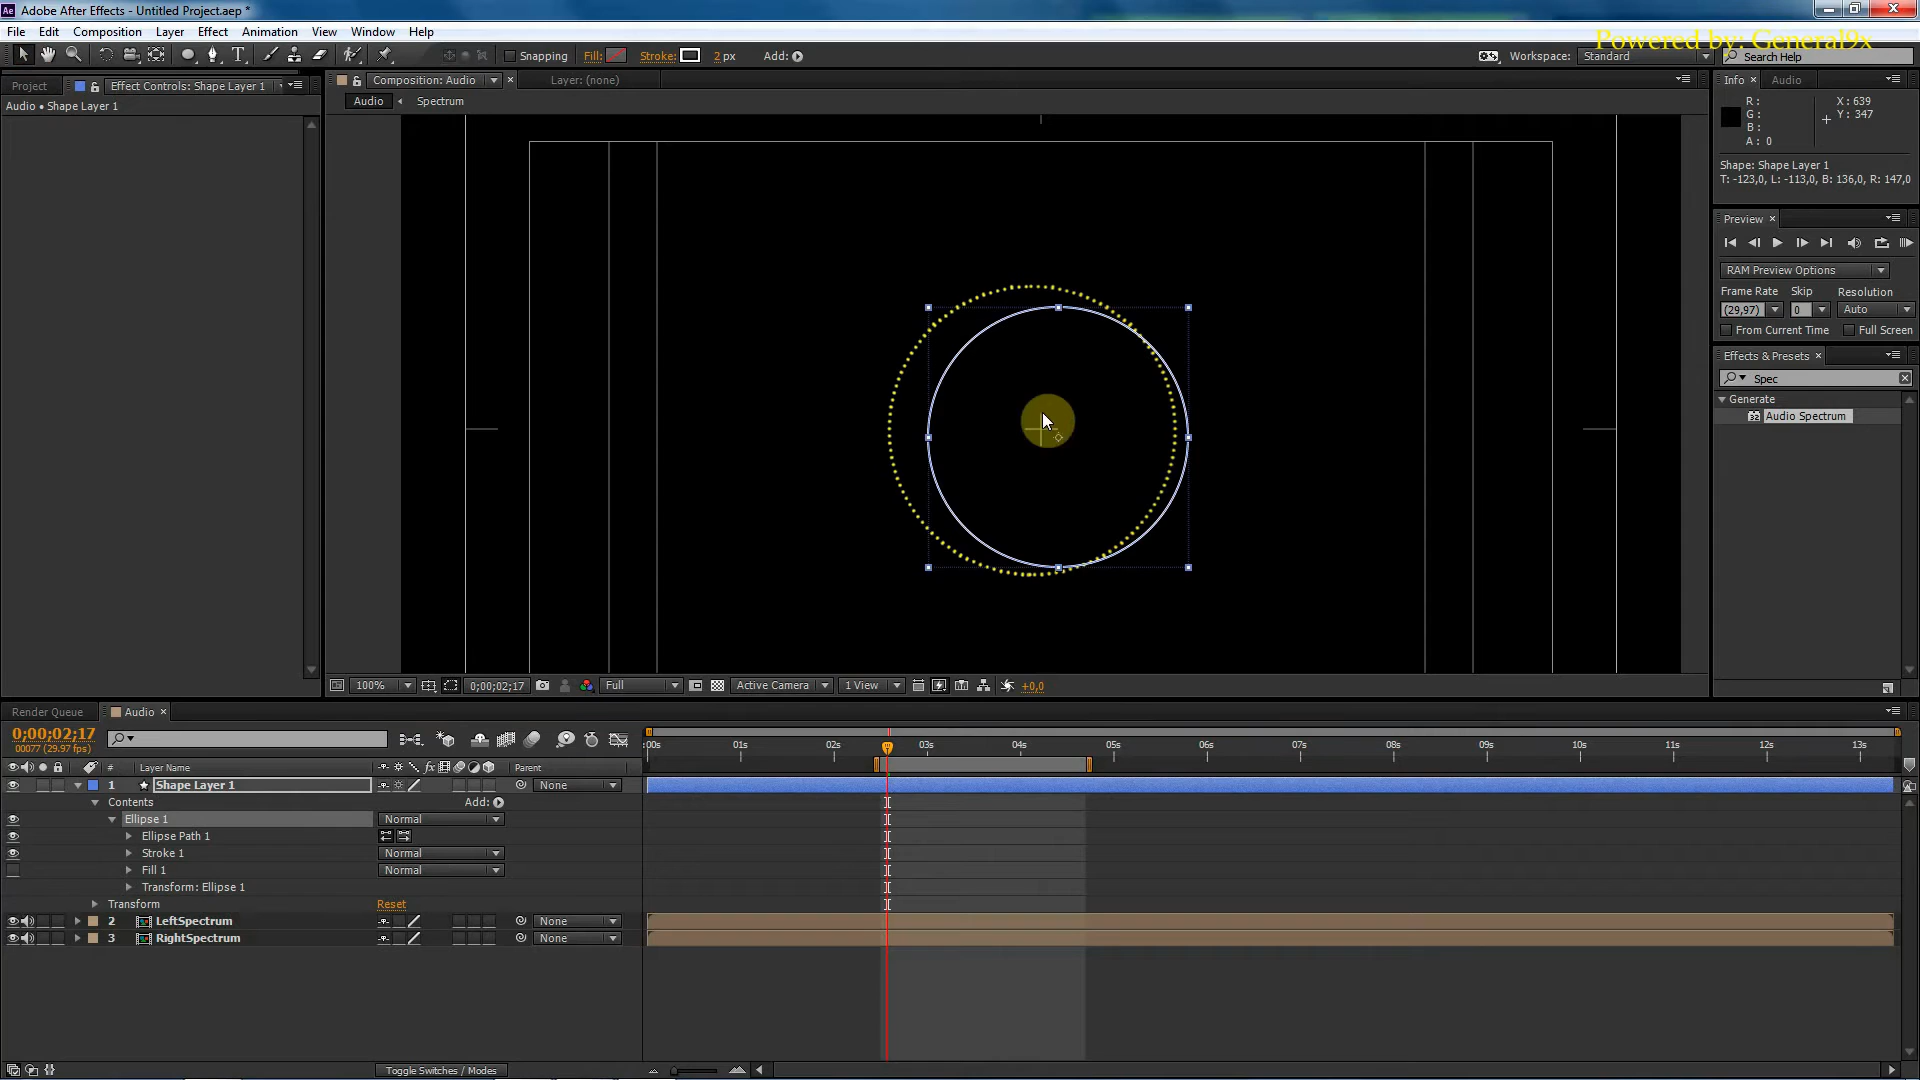 Adobe After Effects - Untitled Project.aep *
File Edit Composition Layer Effect Animation View Window Help
Powered by: General9x
Snapping Fill: Stroke: 2 px Add: Workspace: Standard Search Help
Project Effect Controls: Shape Layer 1
Audio • Shape Layer 1
Composition: Audio Layer: (none)
Audio Spectrum
Info Audio
R: X: 639
G: Y: 347
B:
A: 0
Shape: Shape Layer 1
T: -123,0, L: -113,0, B: 136,0, R: 147,0
Preview
RAM Preview Options
Frame Rate Skip Resolution
(29,97) 0 Auto
From Current Time Full Screen
Effects & Presets
Spec
Generate
32 Audio Spectrum
100% 0;00;02;17 Full Active Camera 1 View +0,0
Render Queue Audio
0;00;02;17
00077 (29.97 fps)
:00s 01s 02s 03s 04s 05s 06s 07s 08s 09s 10s 11s 12s 13s
# Layer Name fx Parent
1 Shape Layer 1 None
Contents Add:
Ellipse 1 Normal
Ellipse Path 1
Stroke 1 Normal
Fill 1 Normal
Transform: Ellipse 1
Transform Reset
2 LeftSpectrum None
3 RightSpectrum None
Toggle Switches / Modes